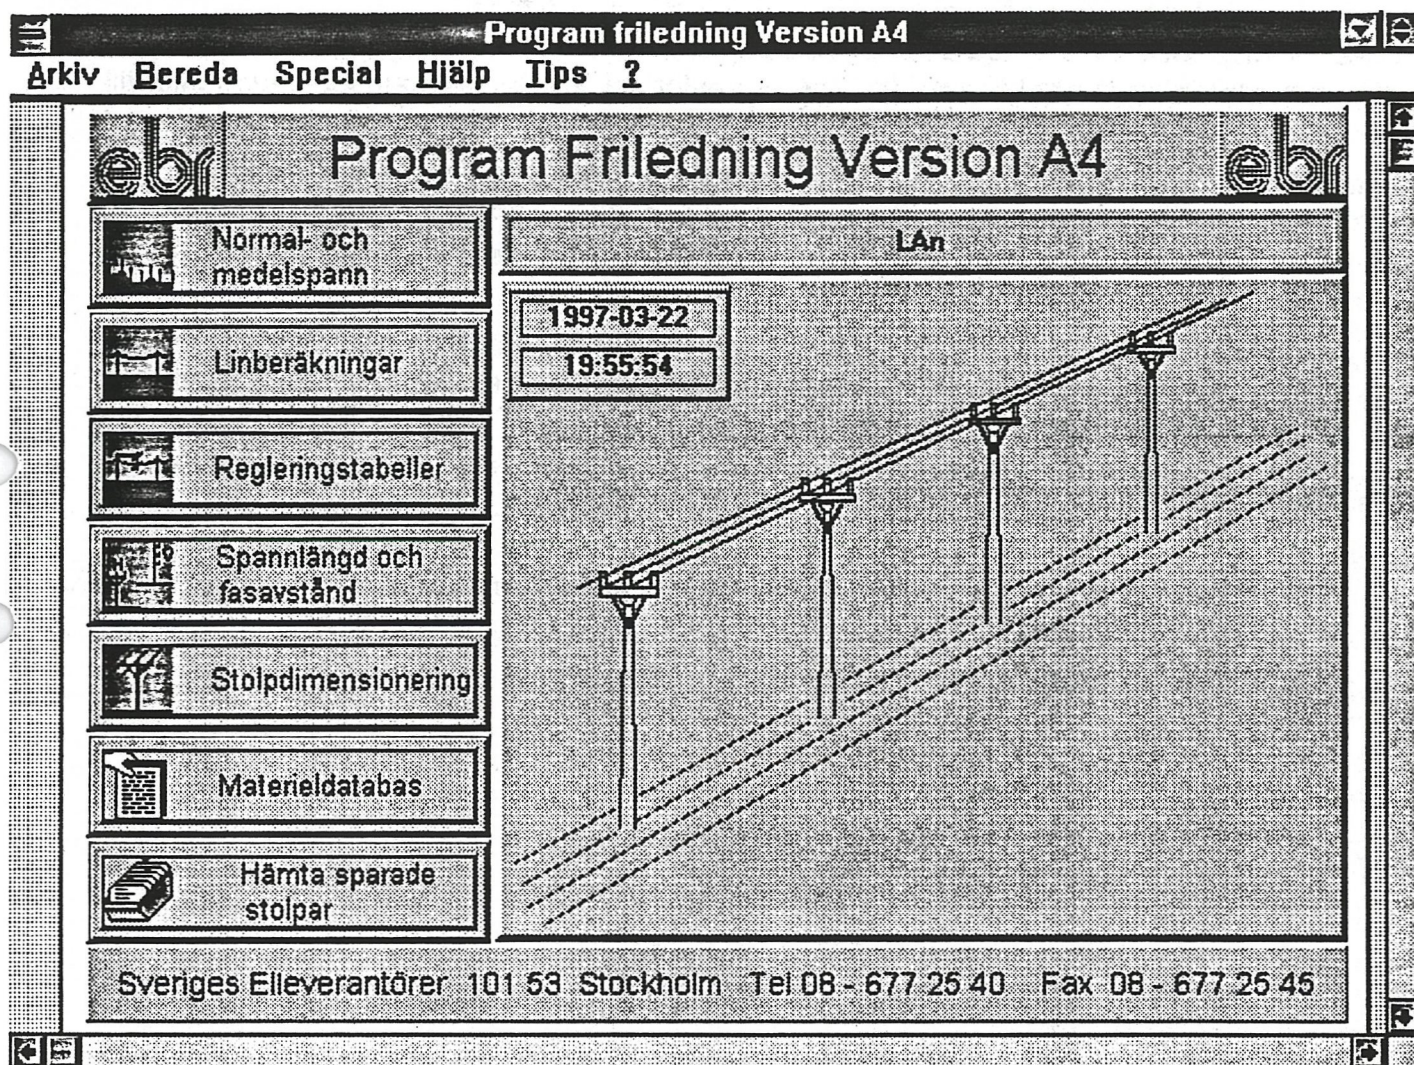 Program friledning Version A4
Arkiv Bereda Special Hjälp Tips ?
ebr Program Friledning Version A4 ebr
Normal- och
medelspann
Linberäkningar
Regleringstabeller
Spannlängd och
fasavstånd
Stolpdimensionering
Materieldatabas
Hämta sparade
stolpar
LAn
1997-03-22
19:55:54
Sveriges Elleverantörer 101 53 Stockholm Tel 08 - 677 25 40 Fax 08 - 677 25 45